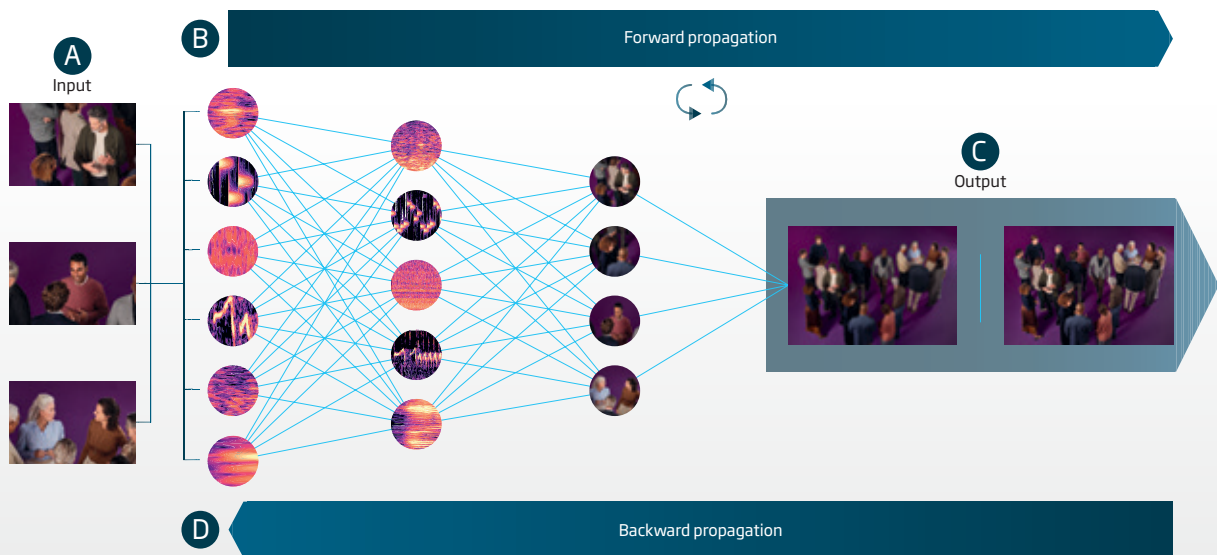 B
Forward propagation
A
Input
C
Output
D
Backward propagation